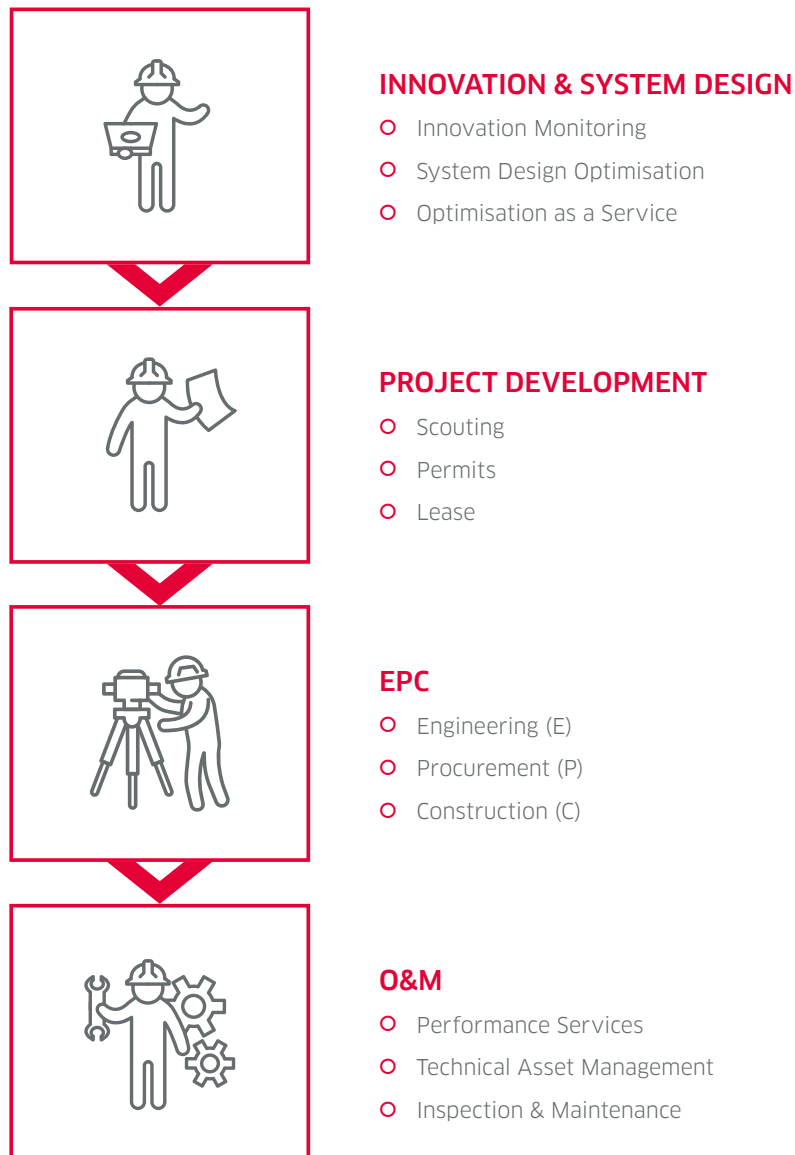 INNOVATION & SYSTEM DESIGN
Innovation Monitoring
System Design Optimisation
Optimisation as a Service
PROJECT DEVELOPMENT
Scouting
Permits
Lease
EPC
Engineering (E)
Procurement (P)
Construction (C)
O&M
Performance Services
Technical Asset Management
Inspection & Maintenance